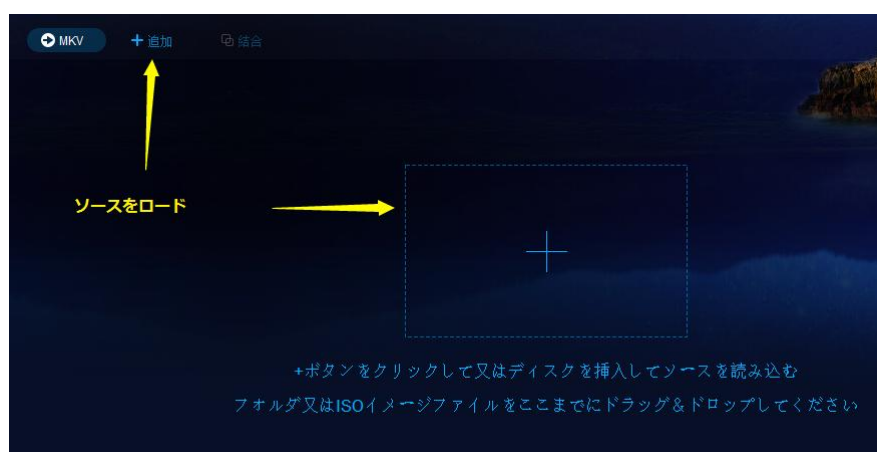 MKV
追加
結合
ソースをロード
+ボタンをクリックして又はディスクを挿入してソースを読み込む
フォルダ又はISOイメージファイルをここまでにドラッグ&ドロップしてください